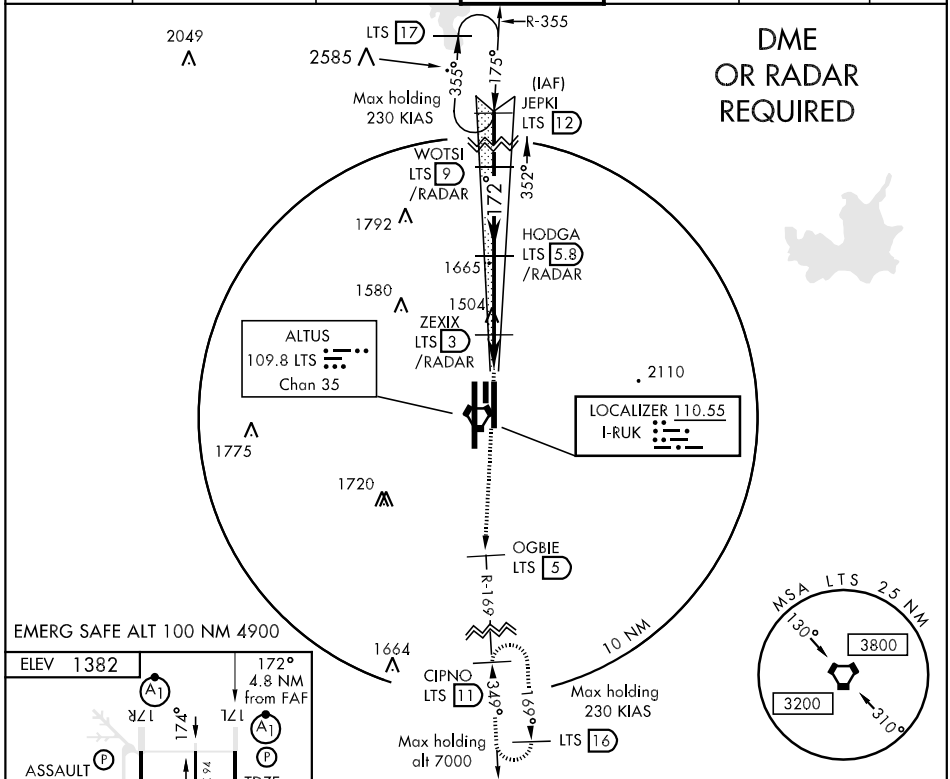 R-355
LTS 17
2049
2585
355°
175°
Max holding
230 KIAS
(IAF)
JEPKI
LTS 12
DME
OR RADAR
REQUIRED
WOTSI
LTS 9
/RADAR
172°
352°
1792
HODGA
LTS 5.8
/RADAR
1665
1580
1504
ZEXIX
LTS 3
/RADAR
ALTUS
109.8 LTS
Chan 35
2110
LOCALIZER 110.55
I-RUK
1775
1720
OGBIE
LTS 5
R-169
10 NM
MSA LTS 25 NM
130°
3800
3200
310°
EMERG SAFE ALT 100 NM 4900
1664
CIPNO
LTS 11
349°
169°
Max holding
230 KIAS
LTS 16
Max holding
alt 7000
ELEV 1382
172°
4.8 NM
from FAF
A1
17R
174°
17L
A1
P
ASSAULT
P
94
TDZE